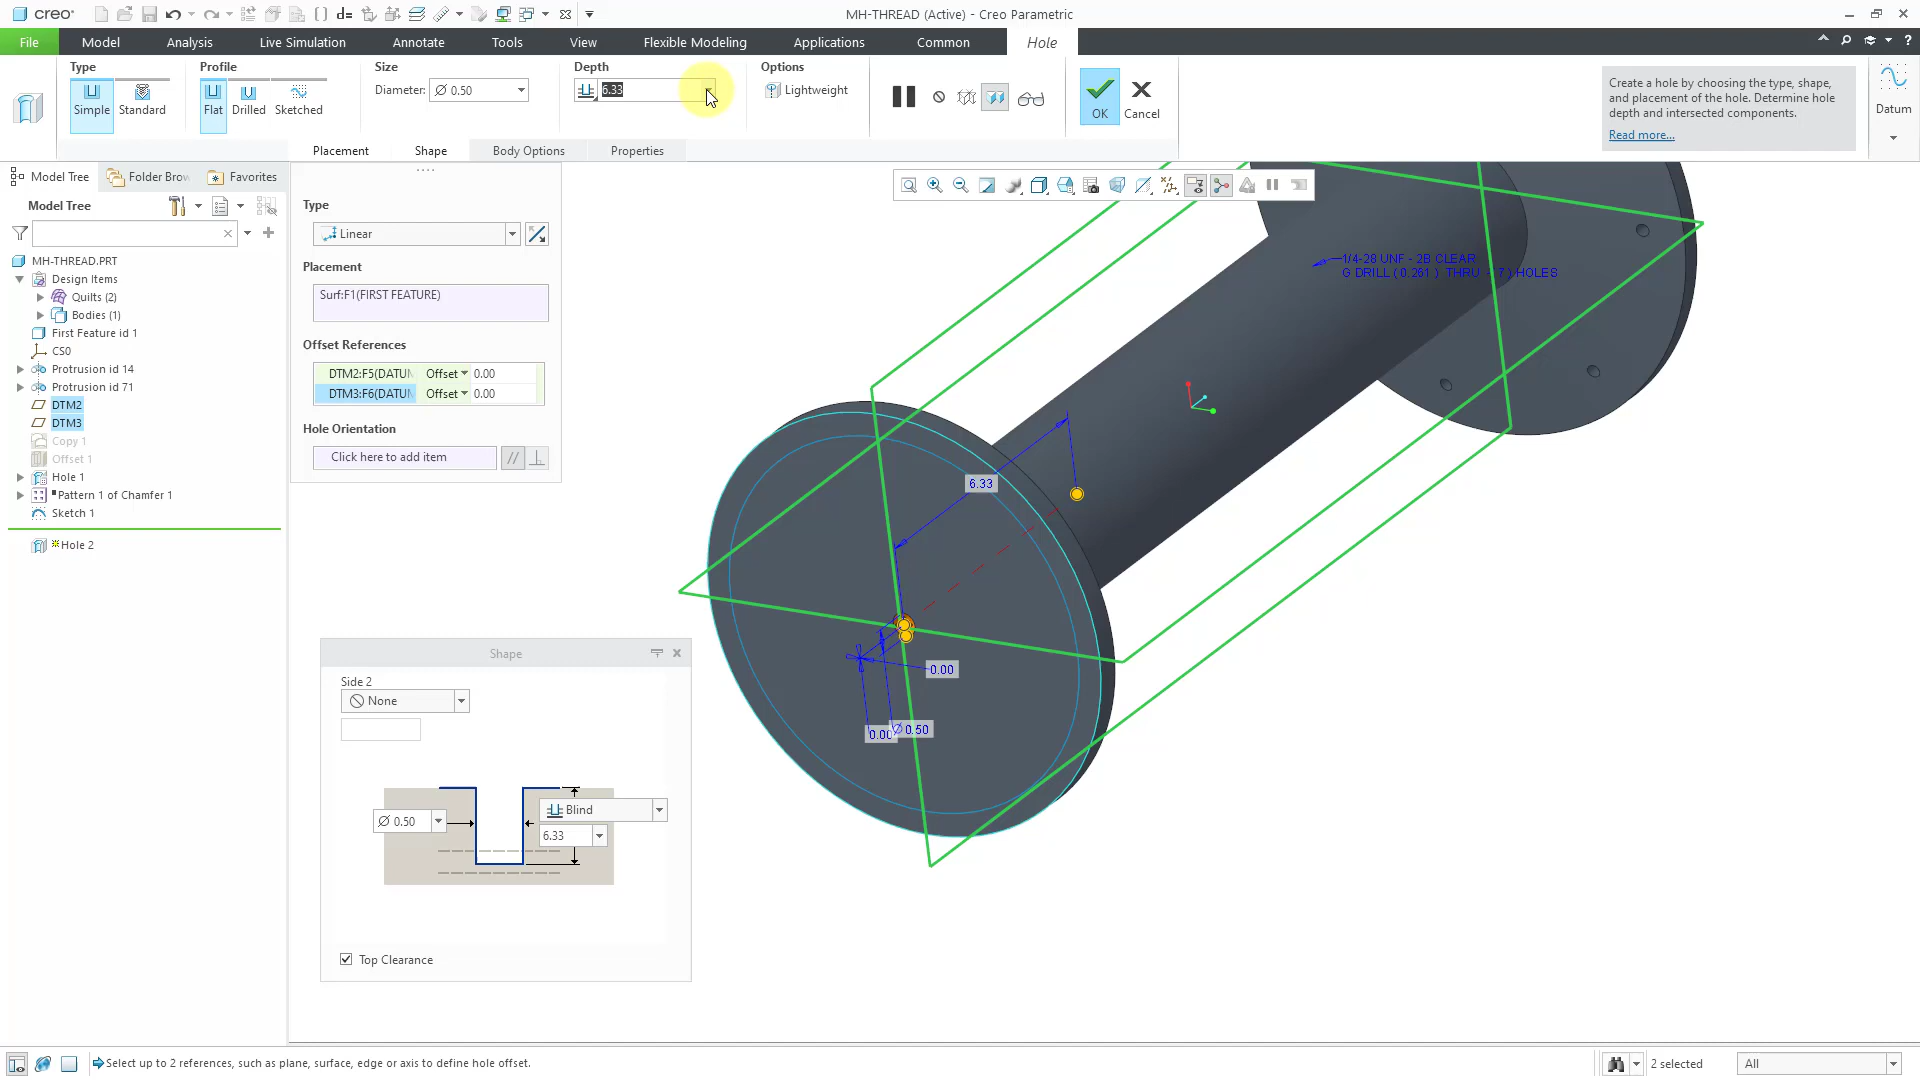 creo
MH-THREAD (Active) - Creo Parametric
File Model Analysis Live Simulation Annotate Tools View Flexible Modeling Applications Common Hole
Type Profile Size Depth Options
Simple Standard
Flat Drilled Sketched
Diameter: Ø 0.50
6.33
Lightweight
OK Cancel
Create a hole by choosing the type, shape,
and placement of the hole. Determine hole
depth and intersected components.
Read more...
Datum
Placement Shape Body Options Properties
Model Tree Folder Brow Favorites
Model Tree
MH-THREAD.PRT
Design Items
Quilts (2)
Bodies (1)
First Feature id 1
CS0
Protrusion id 14
Protrusion id 71
DTM2
DTM3
Copy 1
Offset 1
Hole 1
Pattern 1 of Chamfer 1
Sketch 1
Hole 2
Type
Linear
Placement
Surf:F1(FIRST FEATURE)
Offset References
DTM2:F5(DATUM Offset 0.00
DTM3:F6(DATUM Offset 0.00
Hole Orientation
Click here to add item
Shape
Side 2
None
Ø 0.50
Blind
6.33
Top Clearance
1/4-28 UNF - 2B CLEAR
G DRILL ( 0.261 ) THRU -( 7 ) HOLES
6.33
0.00
0.00
Ø 0.50
Select up to 2 references, such as plane, surface, edge or axis to define hole offset.
2 selected
All